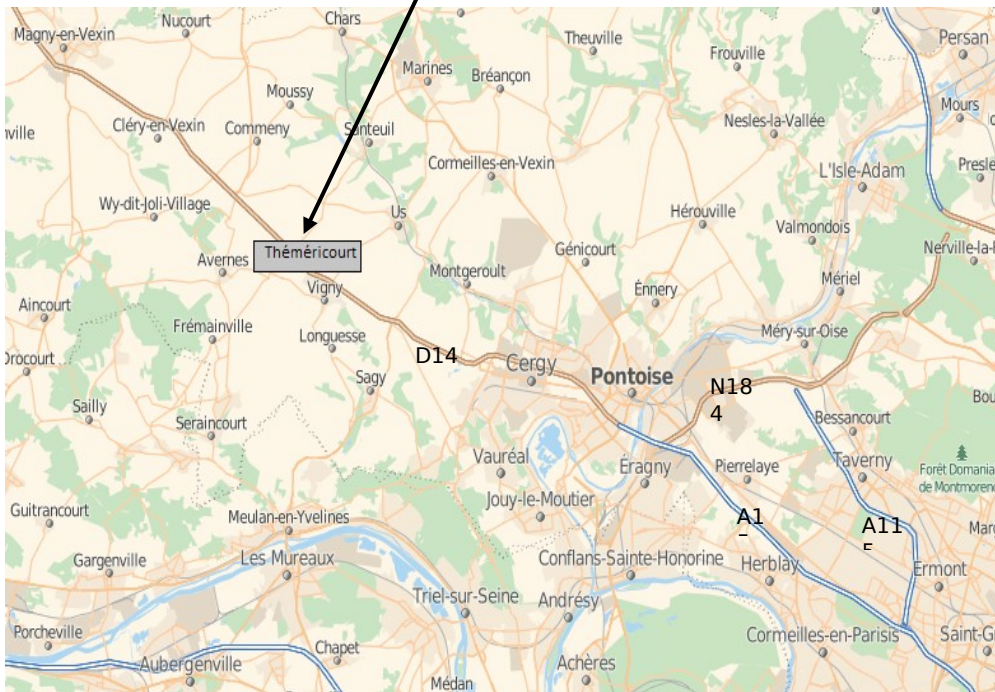 Nucourt
Chars
Magny-en-Vexin
Theuville
Persan
Frouville
Marines
Bréançon
Moussy
Mours
Cléry-en-Vexin
Commeny
Santeuil
Nesles-la-Vallée
Cormeilles-en-Vexin
L'Isle-Adam
Presle
Wy-dit-Joli-Village
Us
Hérouville
Valmondois
Théméricourt
Génicourt
Nerville-la-
Avernes
Montgeroult
Vigny
Ennery
Mériel
Aincourt
Frémainville
Longuesse
Méry-sur-Oise
D14
Cergy
Pontoise
Sagy
N18
4
Sailly
Bessancourt
Seraincourt
Vauréal
Éragny
Pierrelaye
Taverny
Forêt Domania
de Montmorenc
Jouy-le-Moutier
Guitrancourt
Meulan-en-Yvelines
A1
A11
Gargenville
Les Mureaux
Conflans-Sainte-Honorine
Herblay
Ermont
Triel-sur-Seine
Andrésy
Porcheville
Cormeilles-en-Parisis
Saint-G
Chapet
Aubergenville
Achères
Médan